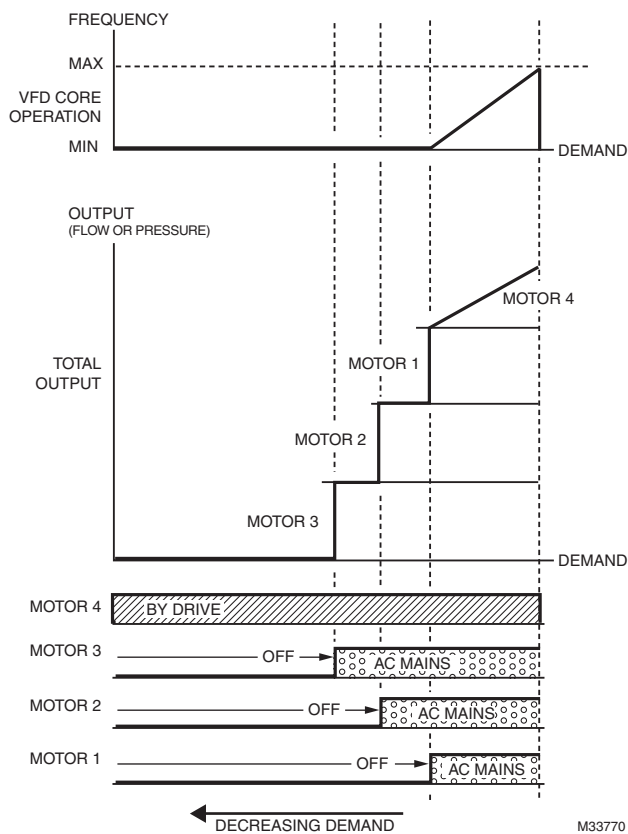 FREQUENCY
MAX
VFD CORE
OPERATION
MIN
DEMAND
OUTPUT
(FLOW OR PRESSURE)
MOTOR 4
MOTOR 1
TOTAL
OUTPUT
MOTOR 2
MOTOR 3
DEMAND
MOTOR 4 BY DRIVE
MOTOR 3 OFF AC MAINS
MOTOR 2 OFF AC MAINS
MOTOR 1 OFF AC MAINS
DECREASING DEMAND
M33770